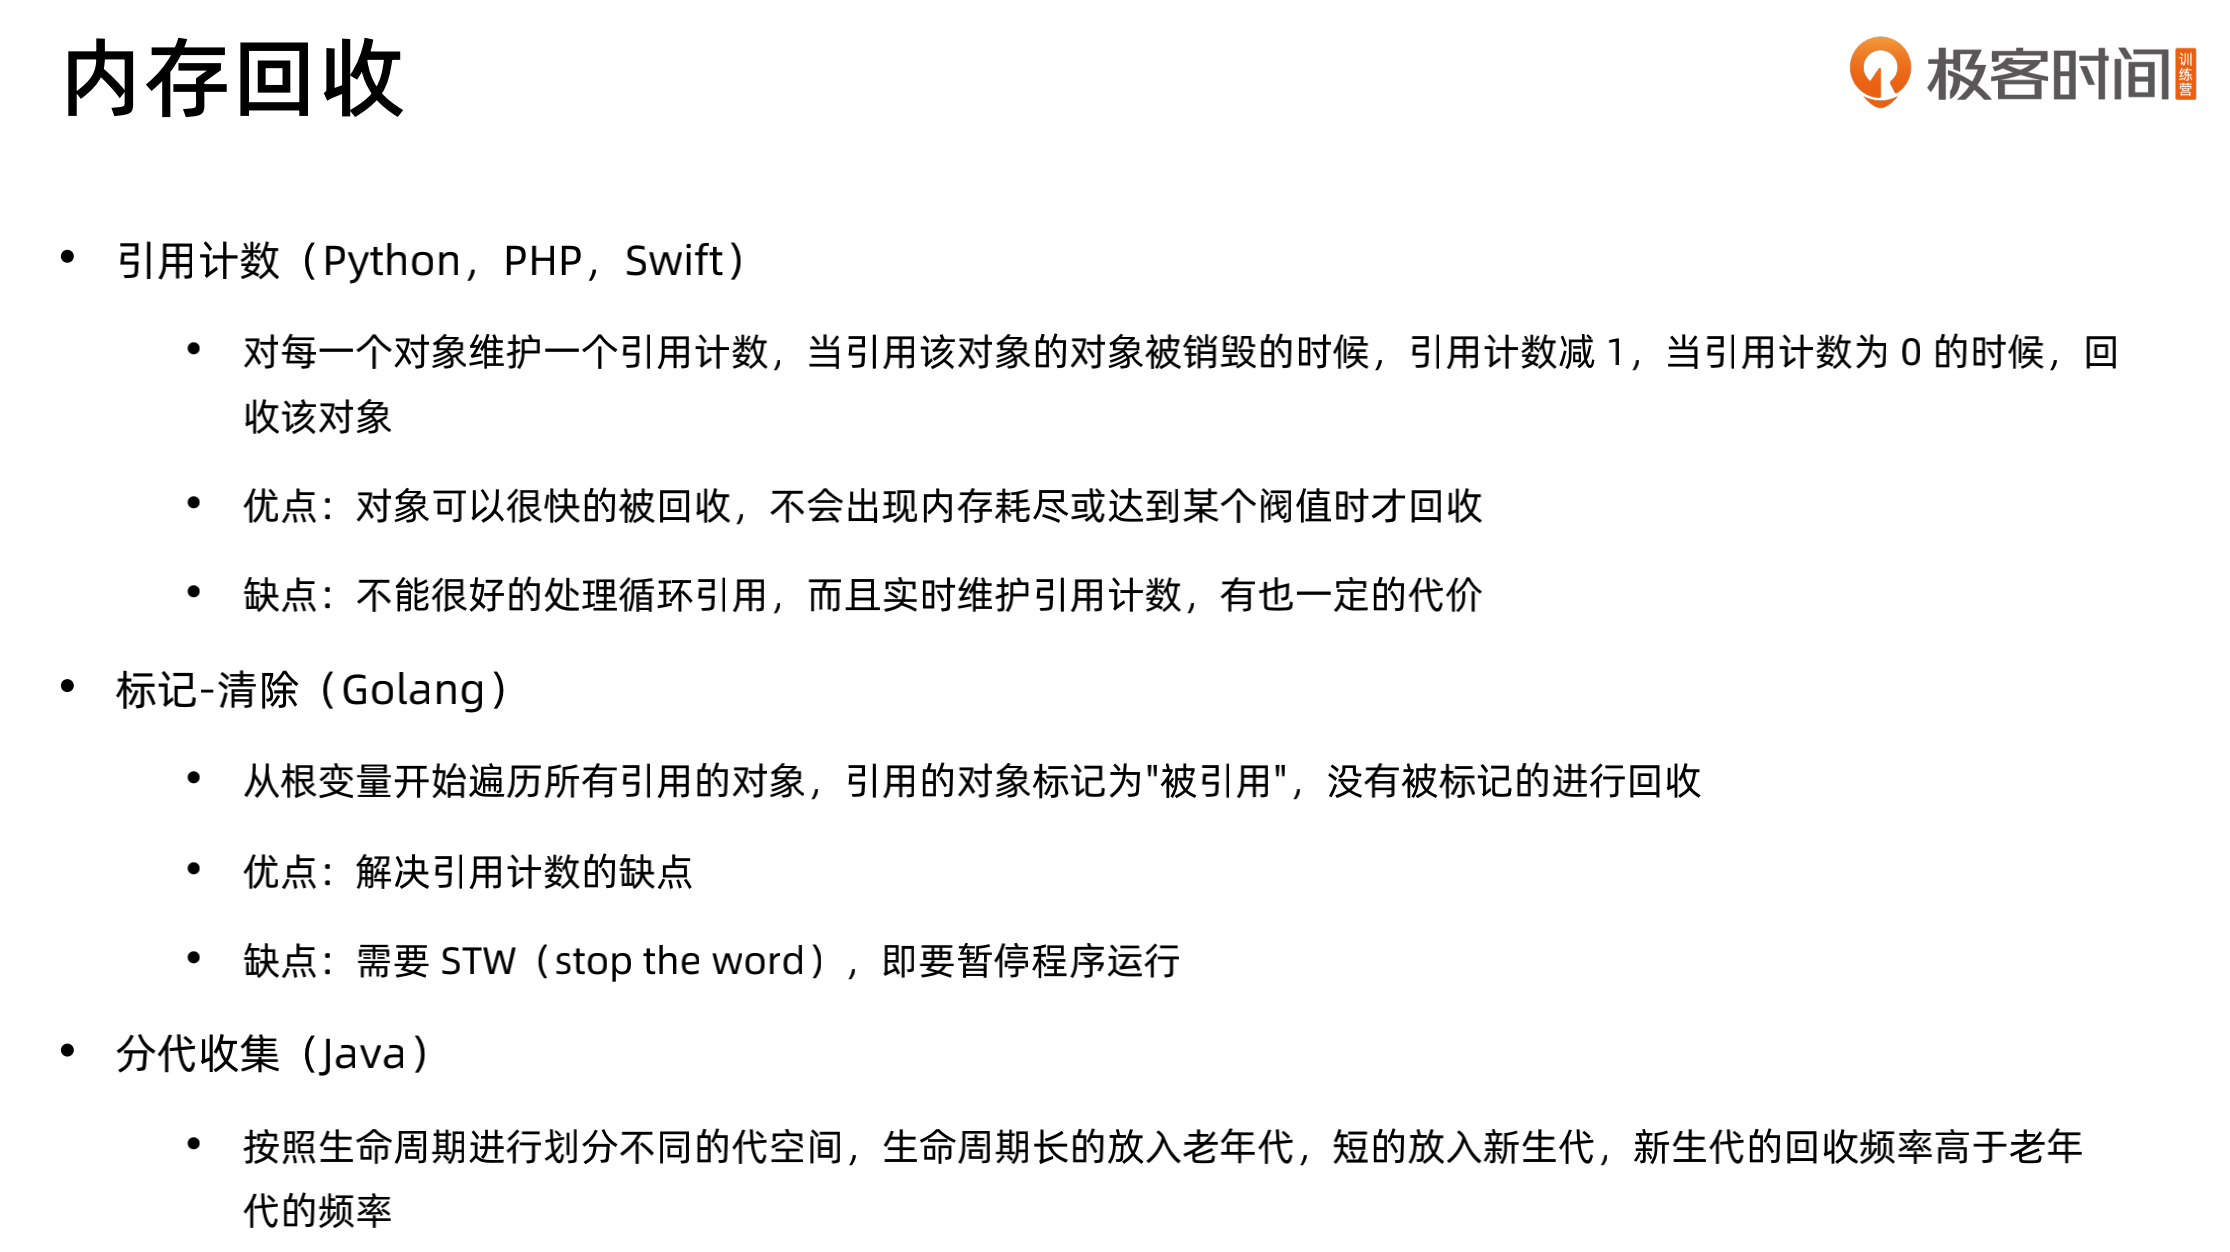 内存回收
极客时间
训练营
• 引用计数（Python，PHP，Swift）
• 对每一个对象维护一个引用计数，当引用该对象的对象被销毁的时候，引用计数减 1，当引用计数为 0 的时候，回
收该对象
• 优点：对象可以很快的被回收，不会出现内存耗尽或达到某个阀值时才回收
• 缺点：不能很好的处理循环引用，而且实时维护引用计数，有也一定的代价
• 标记-清除（Golang）
• 从根变量开始遍历所有引用的对象，引用的对象标记为"被引用"，没有被标记的进行回收
• 优点：解决引用计数的缺点
• 缺点：需要 STW（stop the word），即要暂停程序运行
• 分代收集（Java）
• 按照生命周期进行划分不同的代空间，生命周期长的放入老年代，短的放入新生代，新生代的回收频率高于老年
代的频率